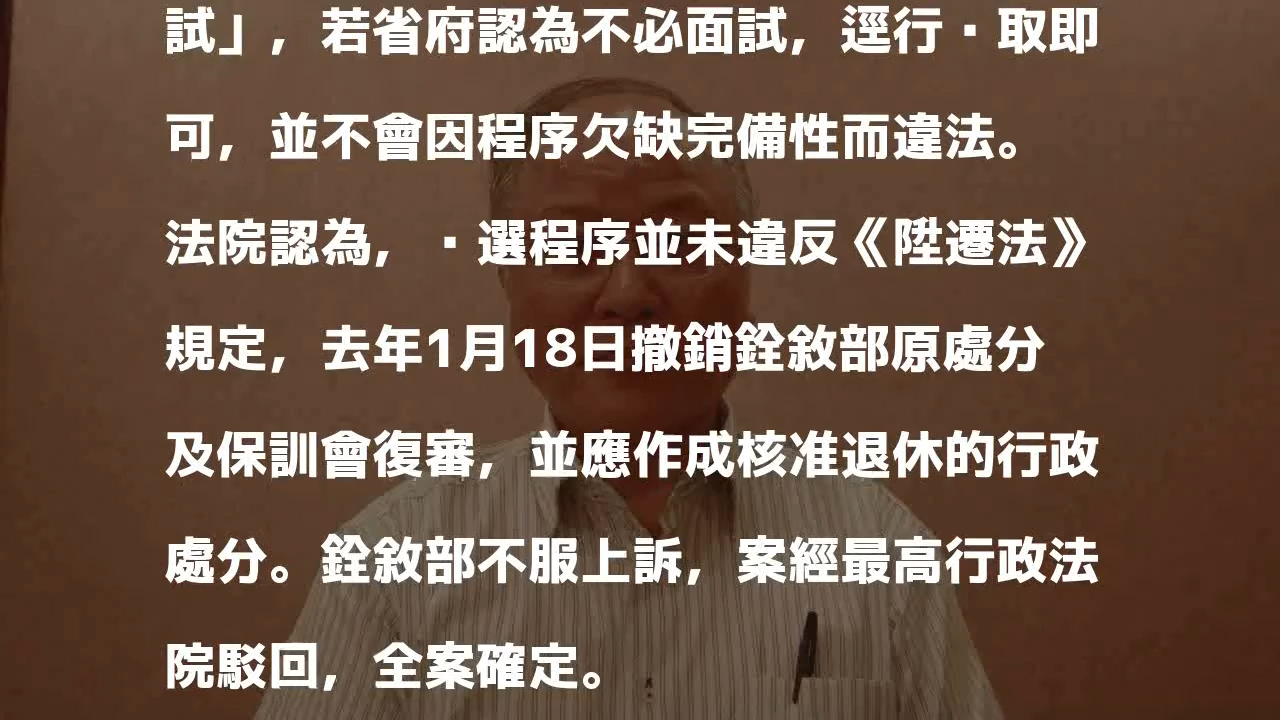 試」，若省府認為不必面試，逕行▪取即
可，並不會因程序欠缺完備性而違法。
法院認為，▪選程序並未違反《陞遷法》
規定，去年1月18日撤銷銓敘部原處分
及保訓會復審，並應作成核准退休的行政
處分。銓敘部不服上訴，案經最高行政法
院駁回，全案確定。